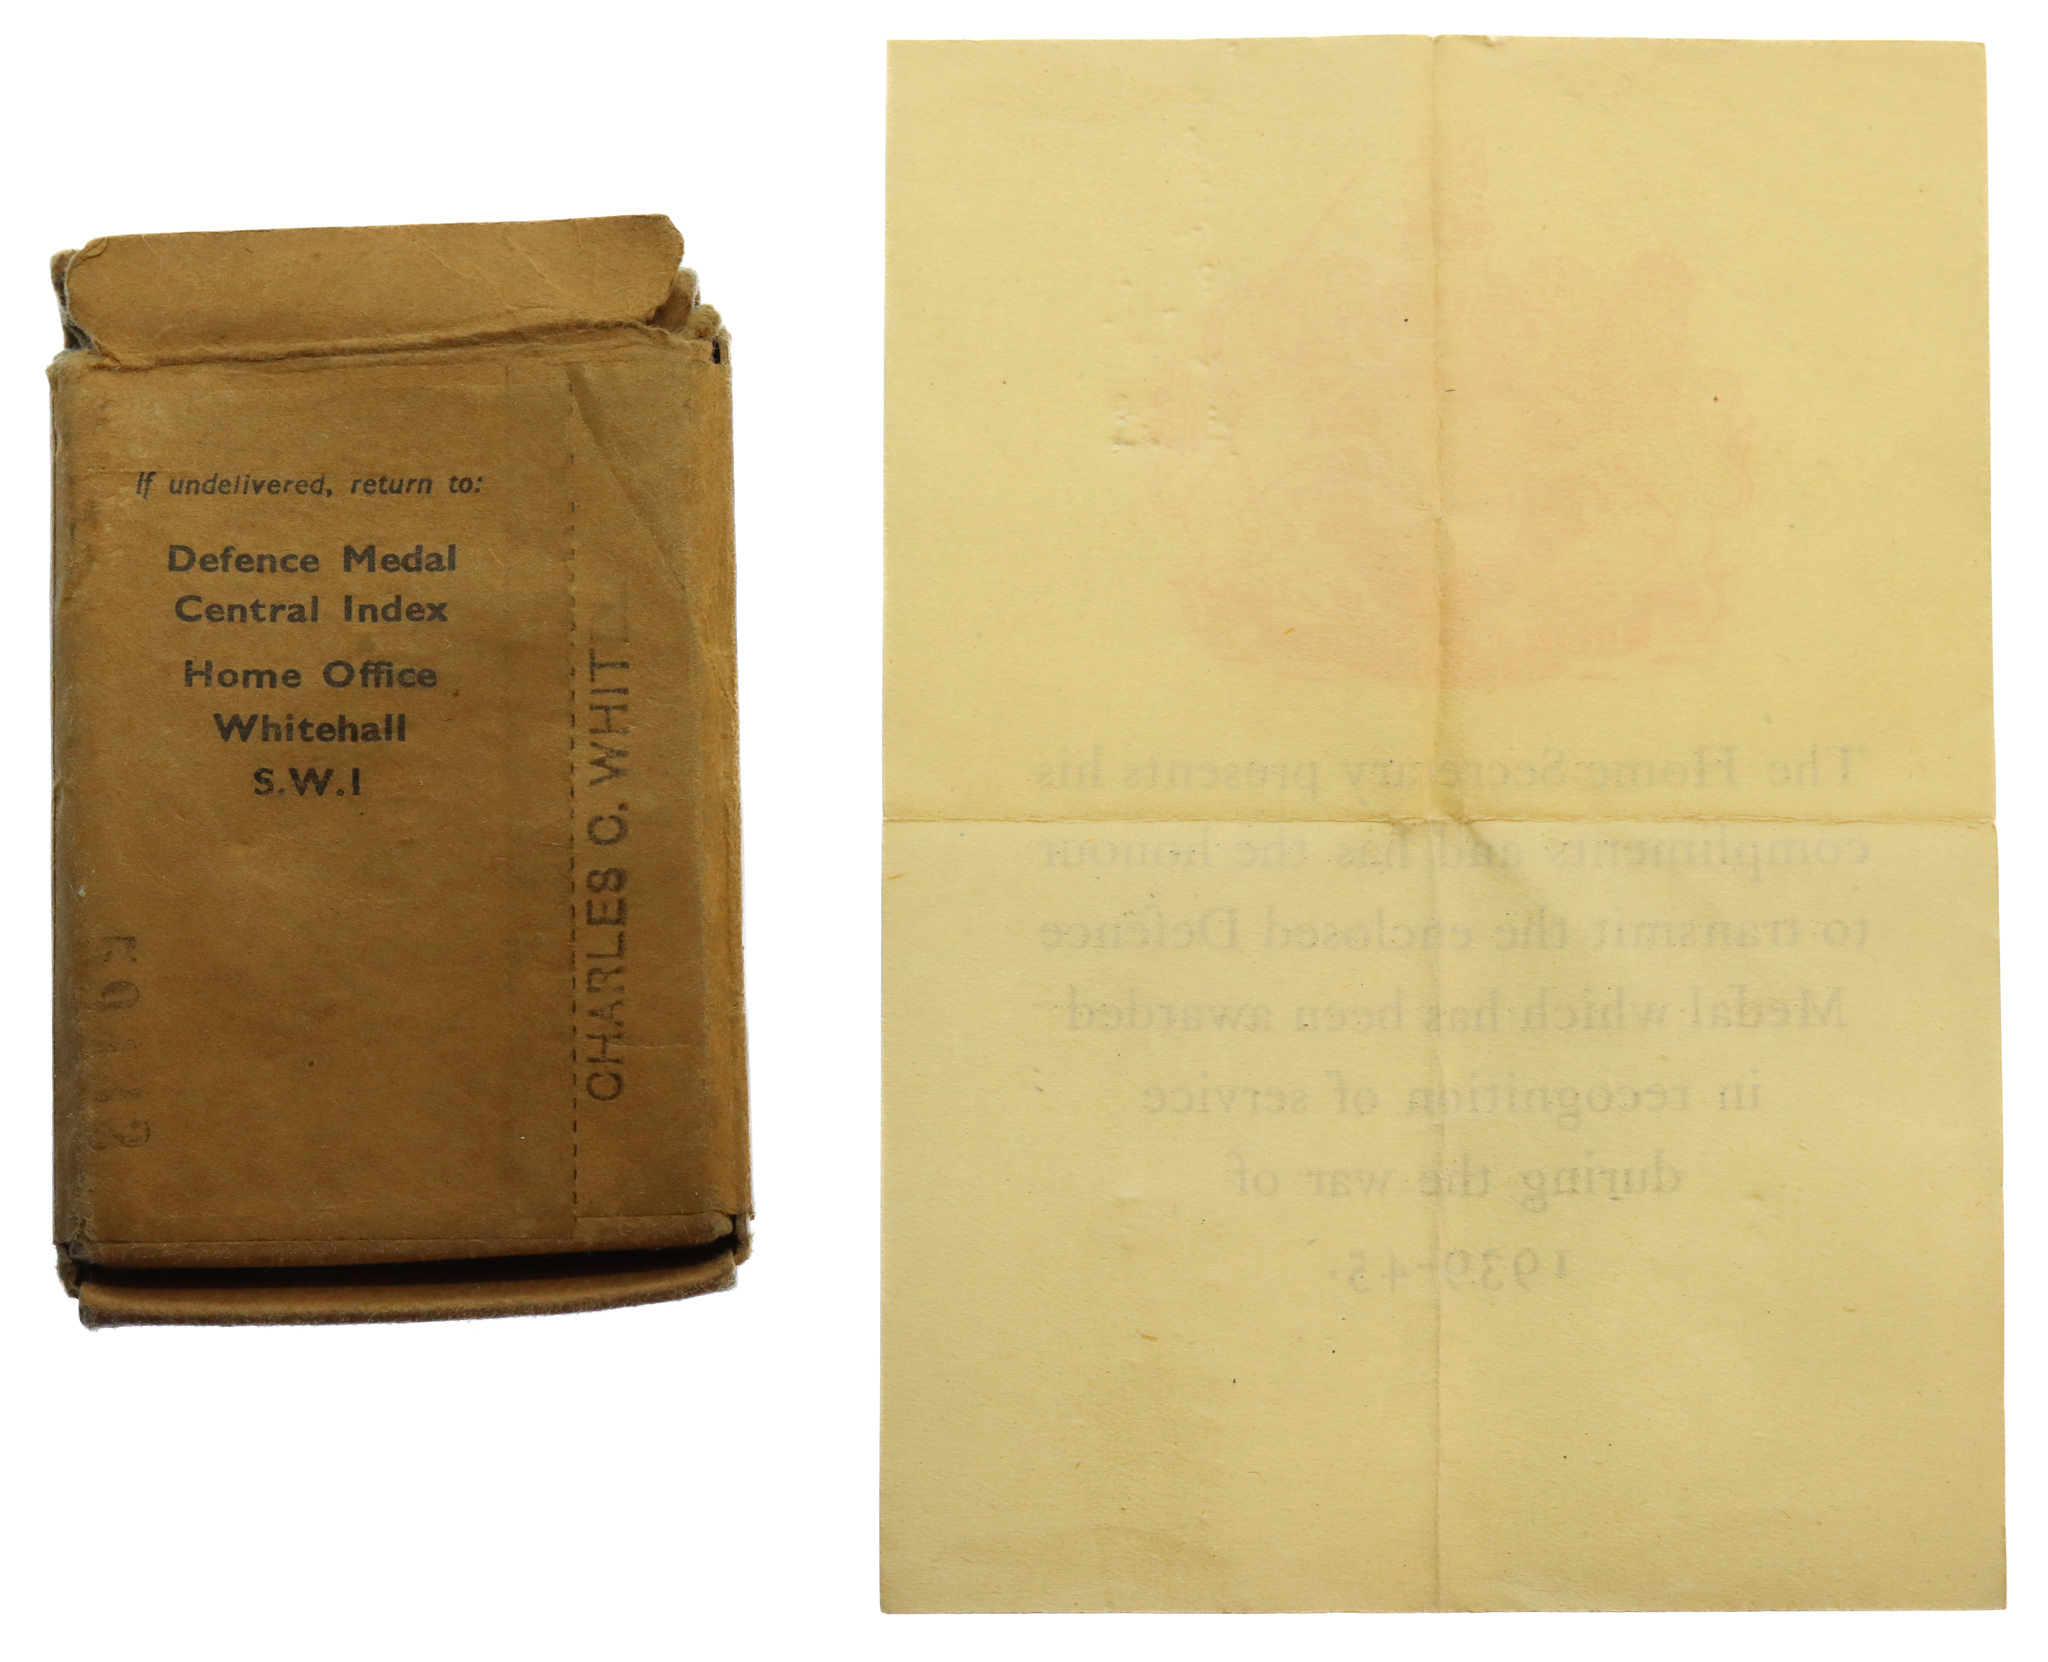 If undelivered, return to:
Defence Medal
Central Index
Home Office
Whitehall
S.W.1
CHARLES C. WHIT
The Home Secretary presents his
compliments and has the honour
to transmit the enclosed Defence
Medal which has been awarded
in recognition of service
during the war of
1939-45.